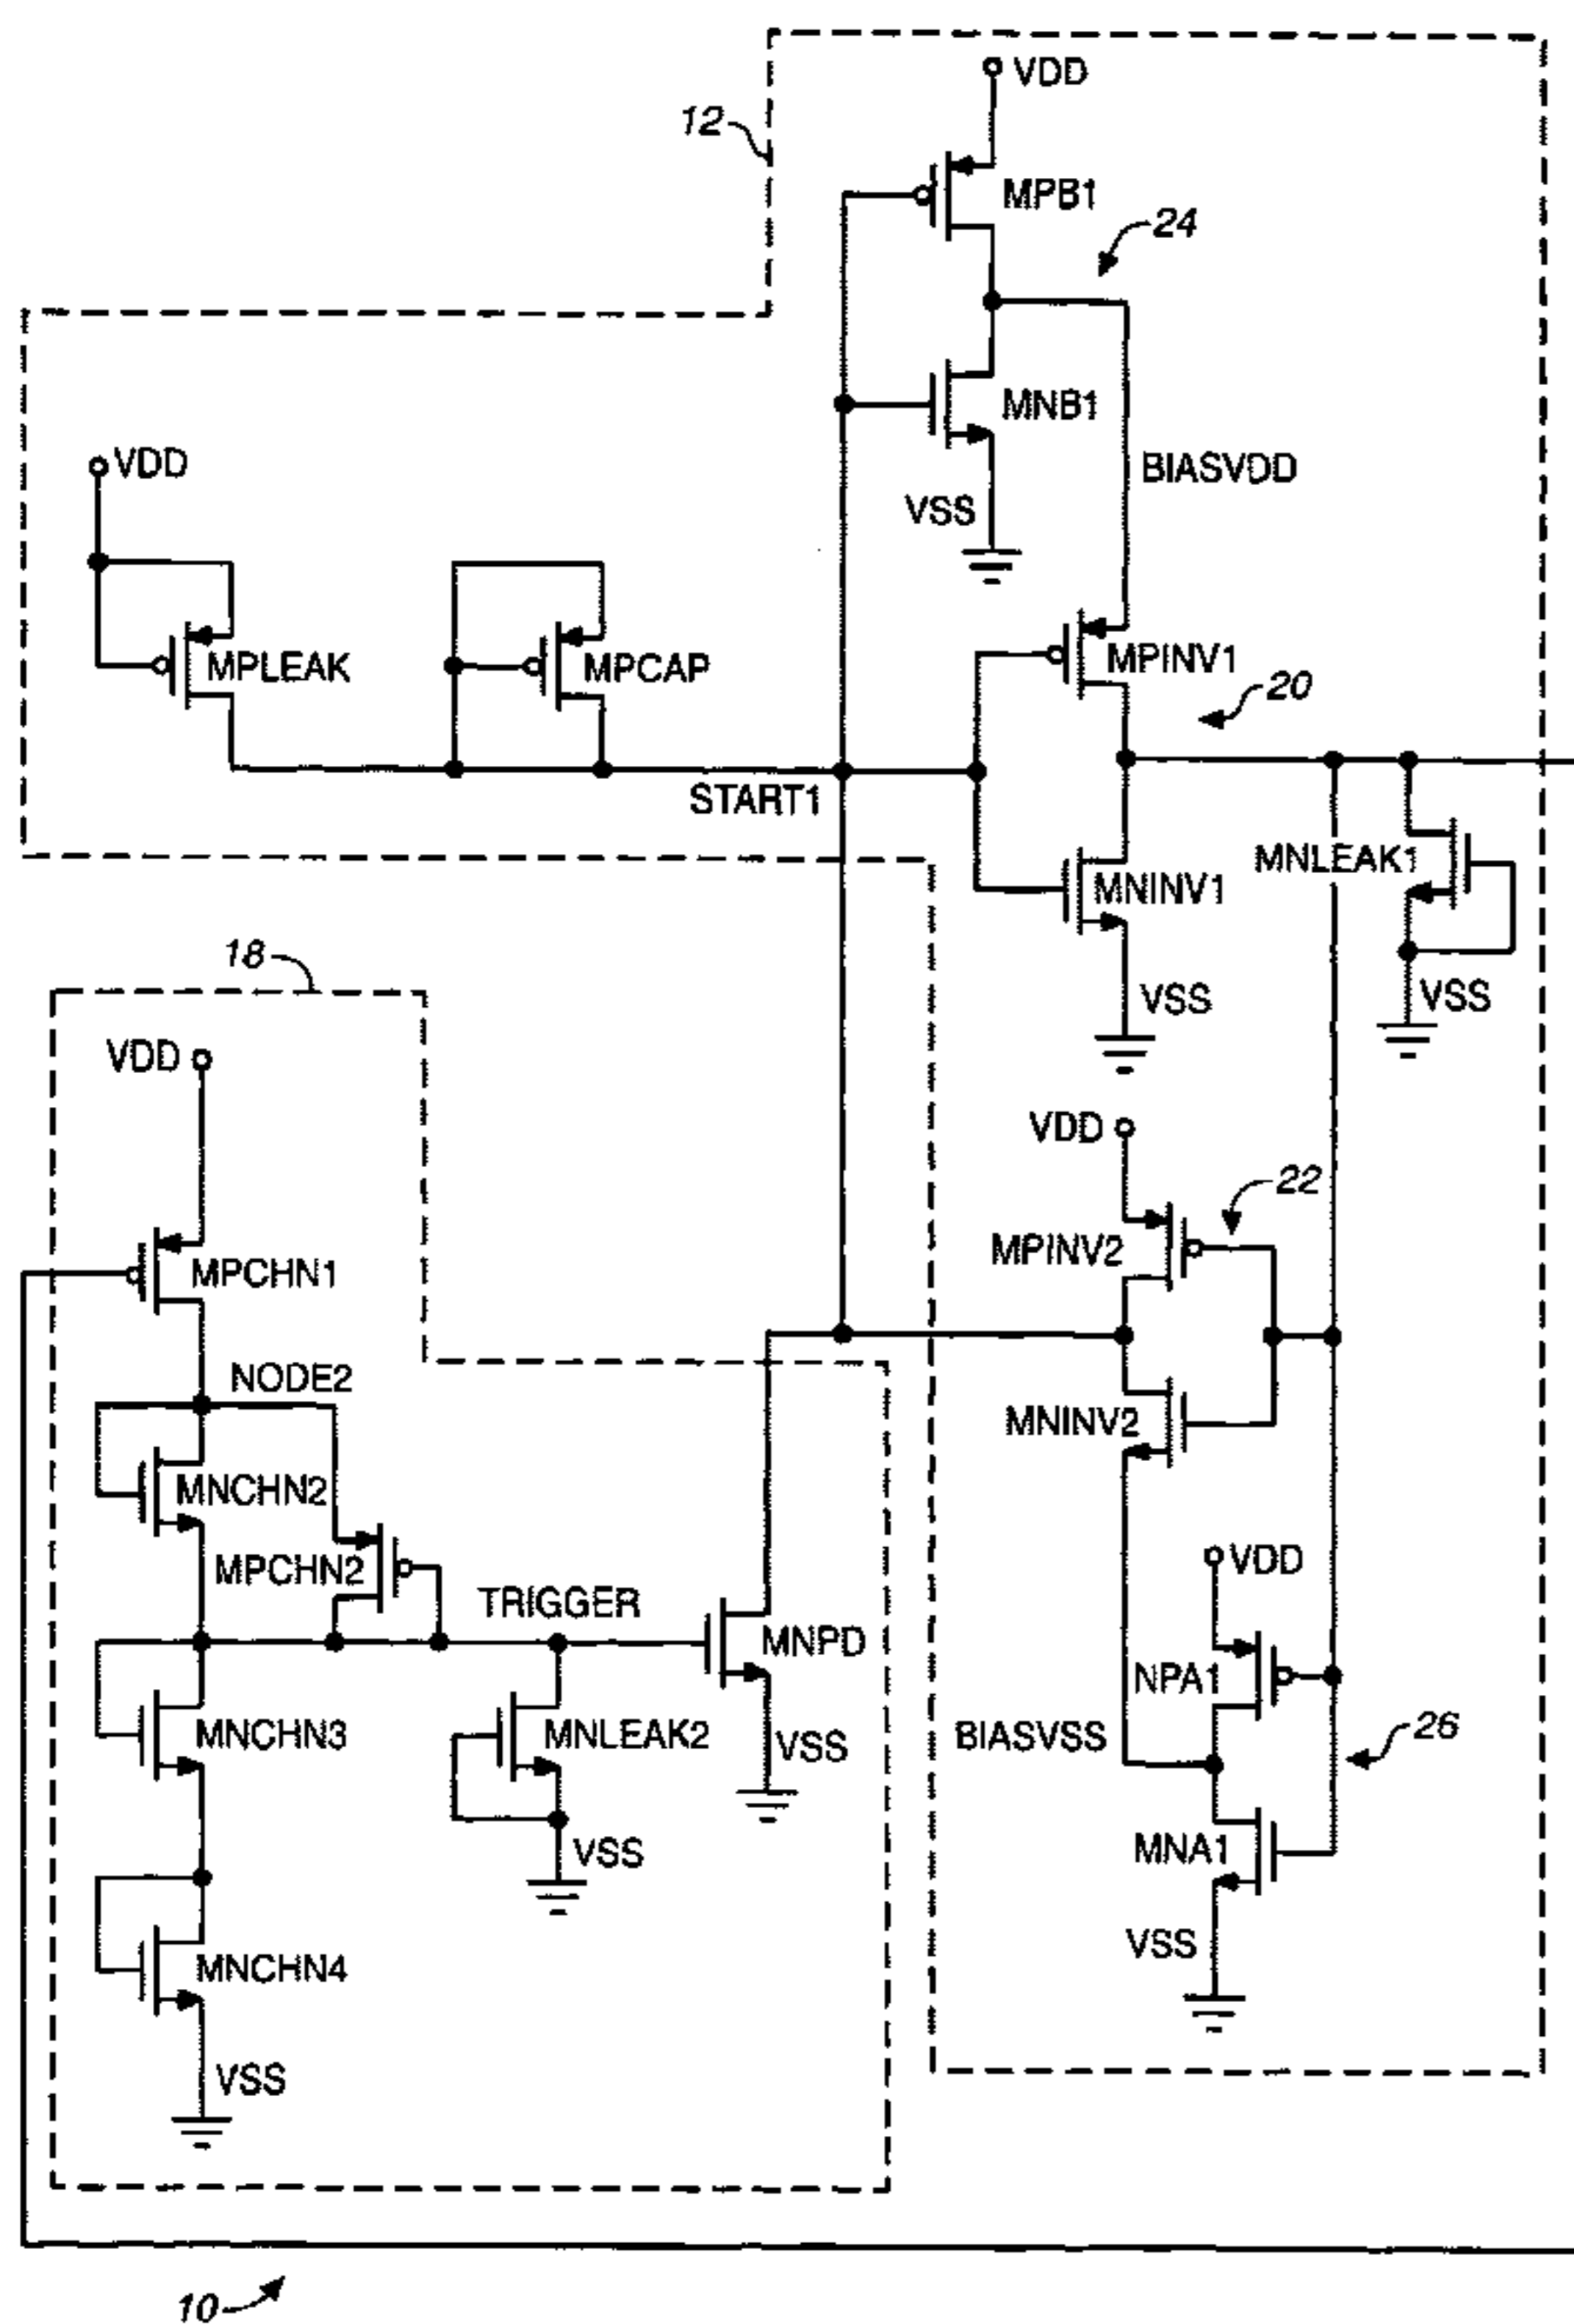 VDD
12
MPB1
24
MNB1
VDD
BIASVDD
VSS
MPLEAK
MPCAP
MPINV1
20
START1
MNLEAK1
MNINV1
18
VSS
VSS
VDD
VDD
22
MPINV2
MPCHN1
NODE2
MNINV2
MNCHN2
MPCHN2
VDD
TRIGGER
MNPD
NPA1
MNCHN3
MNLEAK2
VSS
BIASVSS
26
VSS
MNA1
MNCHN4
VSS
VSS
10